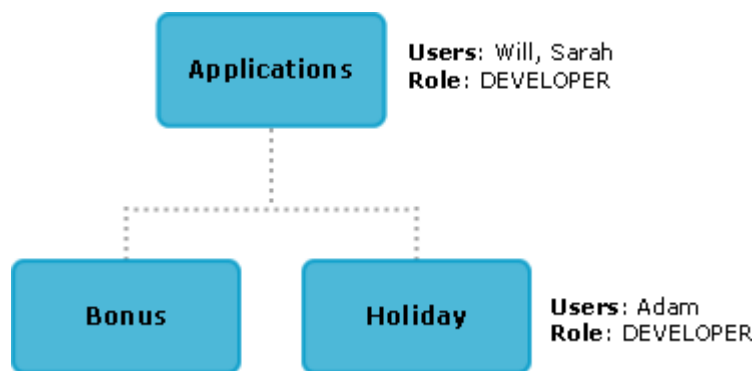 Applications
Users: Will, Sarah
Role: DEVELOPER
Bonus
Holiday
Users: Adam
Role: DEVELOPER